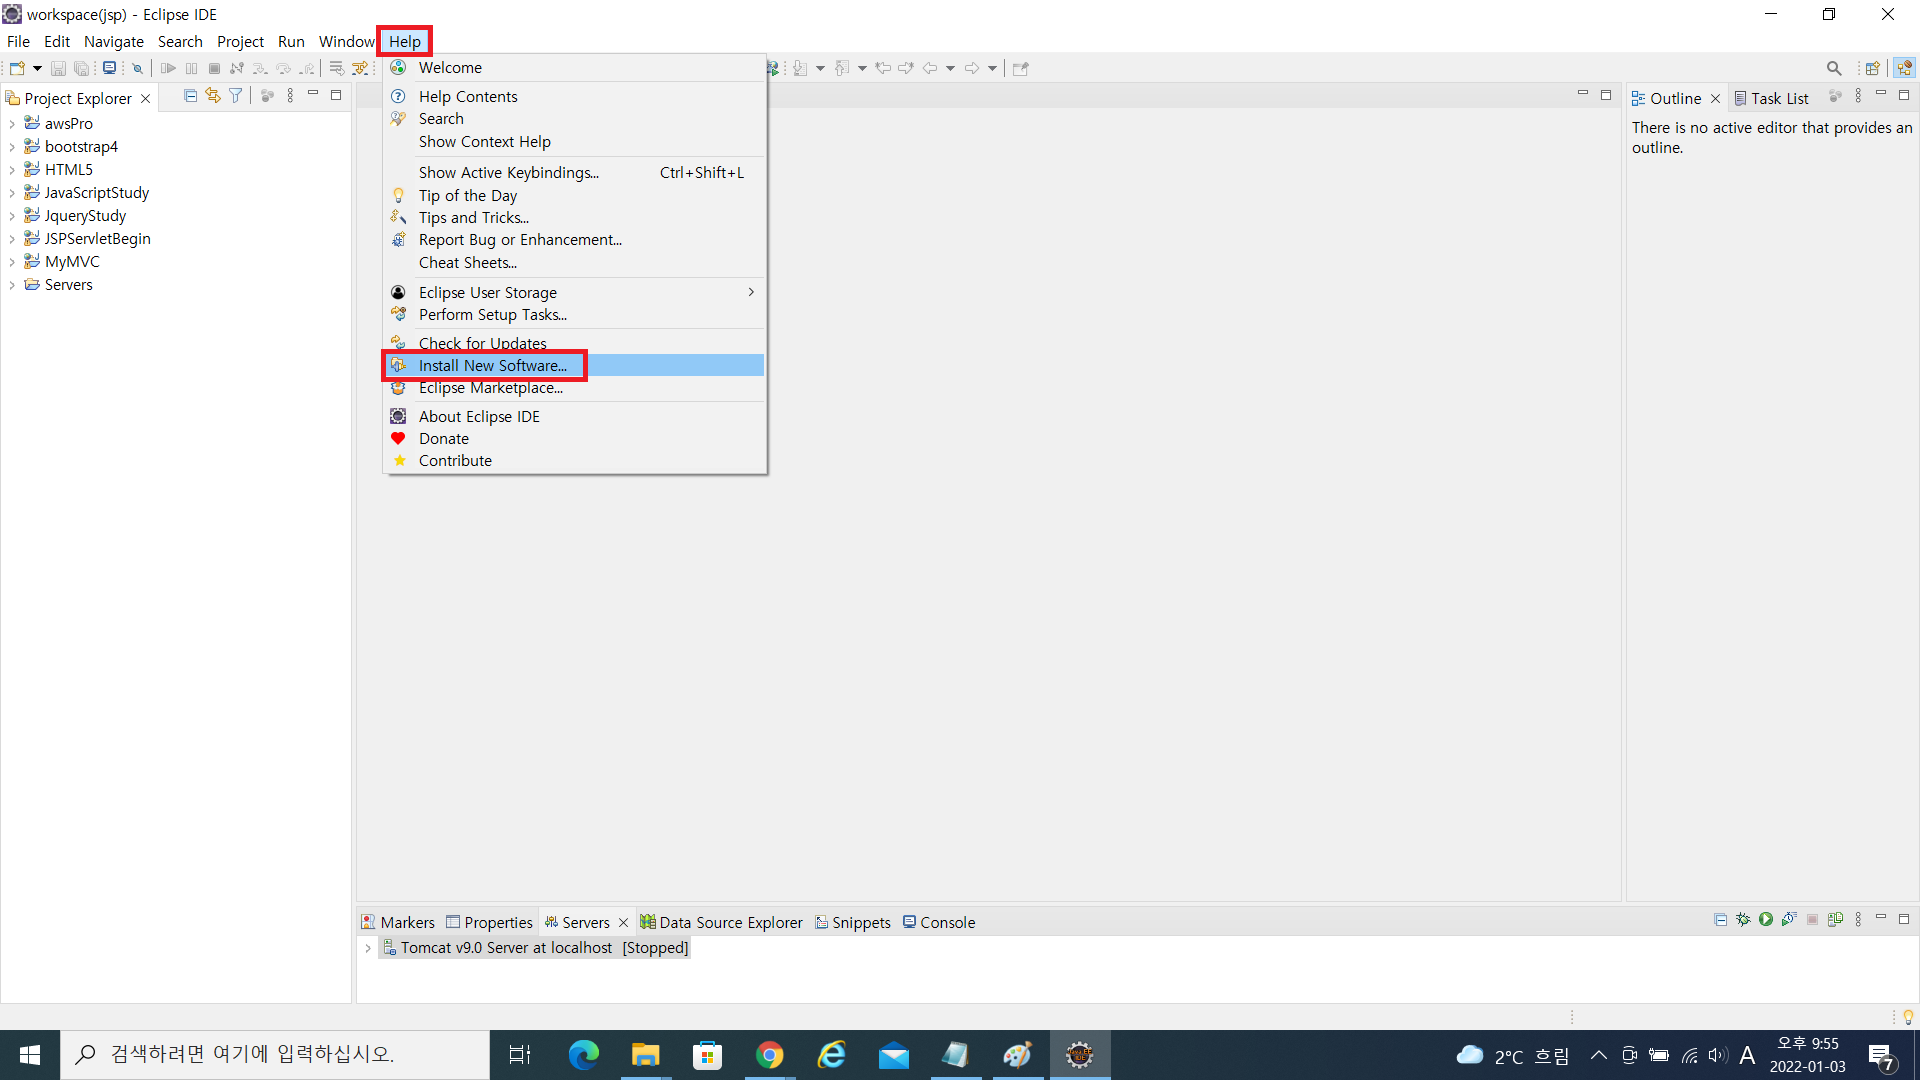 workspace(jsp) - Eclipse IDE
File Edit Navigate Search Project Run Window Help
Project Explorer
awsPro
bootstrap4
HTML5
JavaScriptStudy
JqueryStudy
JSPServletBegin
MyMVC
Servers
Welcome
Help Contents
Search
Show Context Help
Show Active Keybindings... Ctrl+Shift+L
Tip of the Day
Tips and Tricks...
Report Bug or Enhancement...
Cheat Sheets...
Eclipse User Storage
Perform Setup Tasks...
Check for Updates
Install New Software...
Eclipse Marketplace...
About Eclipse IDE
Donate
Contribute
Outline Task List
There is no active editor that provides an
outline.
Markers Properties Servers Data Source Explorer Snippets Console
Tomcat v9.0 Server at localhost [Stopped]
검색하려면 여기에 입력하십시오.
2°C 흐림
A
오후 9:55
2022-01-03
7